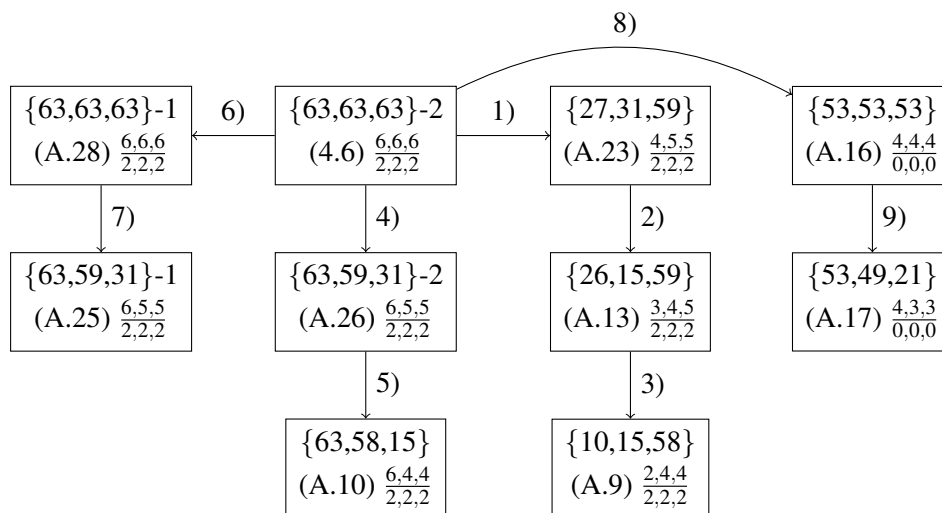 8)
{63,63,63}-1
(A.28) 6,6,6/2,2,2
6)
{63,63,63}-2
(4.6) 6,6,6/2,2,2
1)
{27,31,59}
(A.23) 4,5,5/2,2,2
{53,53,53}
(A.16) 4,4,4/0,0,0
7)
4)
2)
9)
{63,59,31}-1
(A.25) 6,5,5/2,2,2
{63,59,31}-2
(A.26) 6,5,5/2,2,2
{26,15,59}
(A.13) 3,4,5/2,2,2
{53,49,21}
(A.17) 4,3,3/0,0,0
5)
3)
{63,58,15}
(A.10) 6,4,4/2,2,2
{10,15,58}
(A.9) 2,4,4/2,2,2